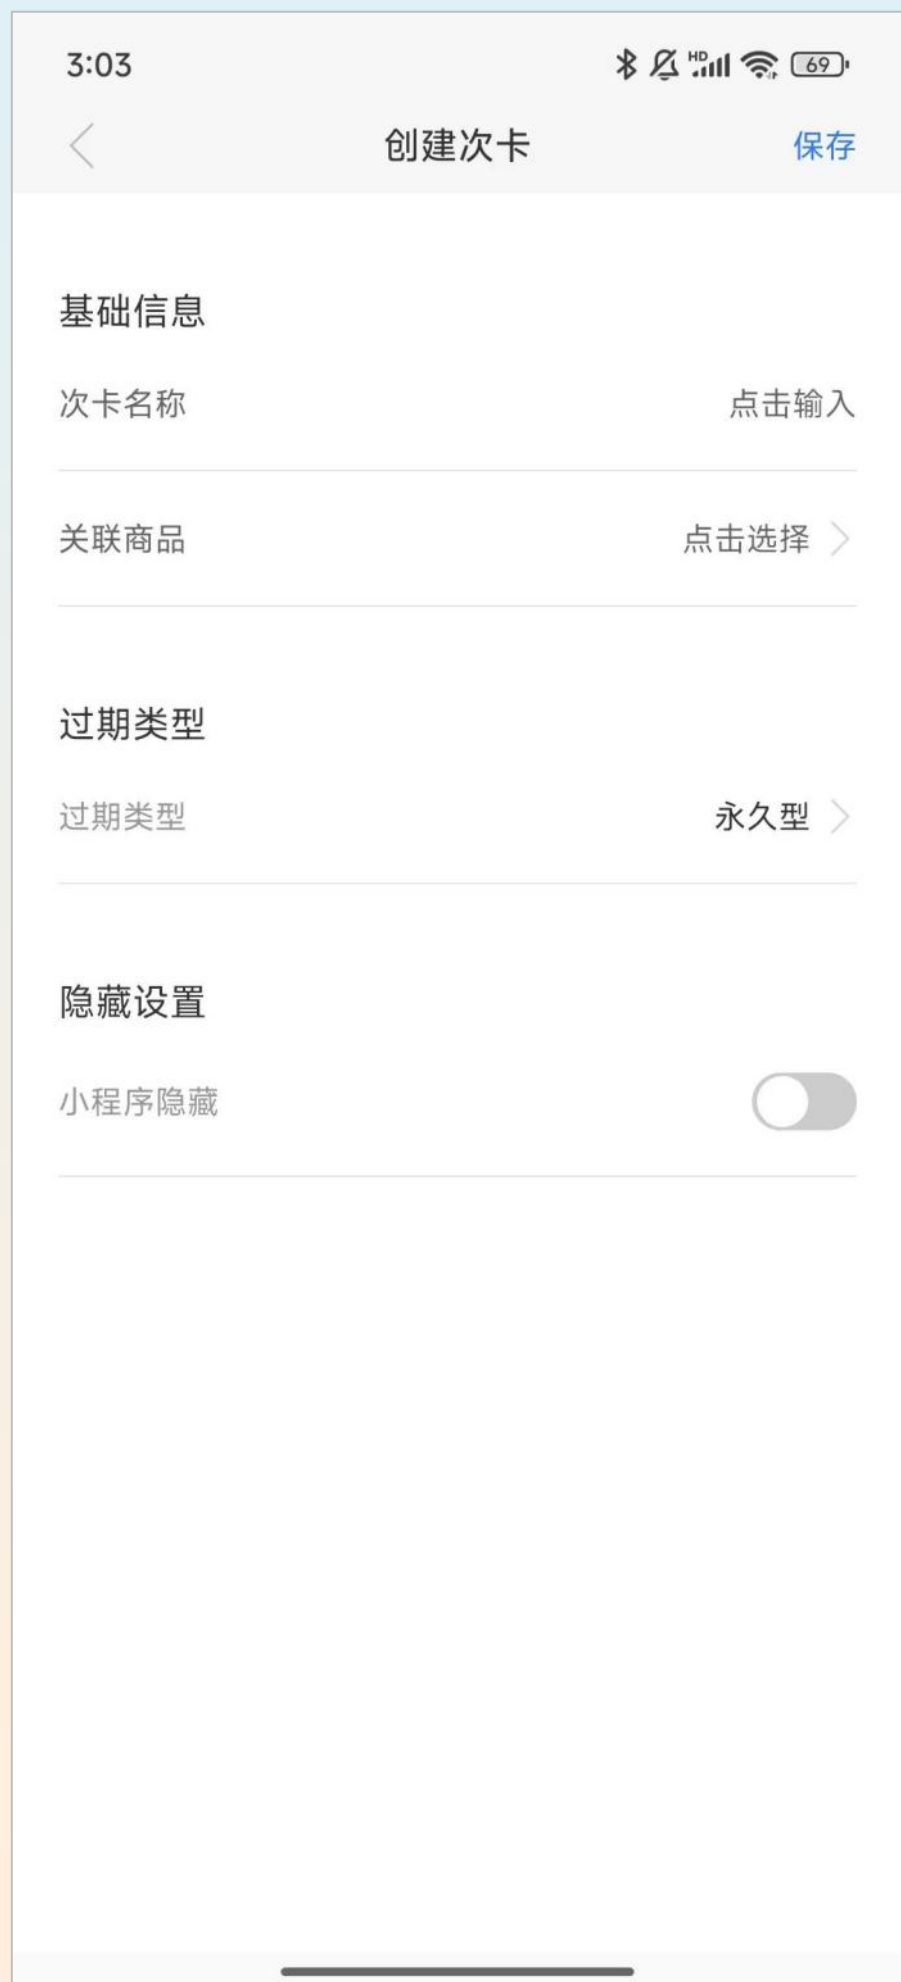 3:03 HD 69
创建次卡 保存
基础信息
次卡名称 点击输入
关联商品 点击选择
过期类型
过期类型 永久型
隐藏设置
小程序隐藏